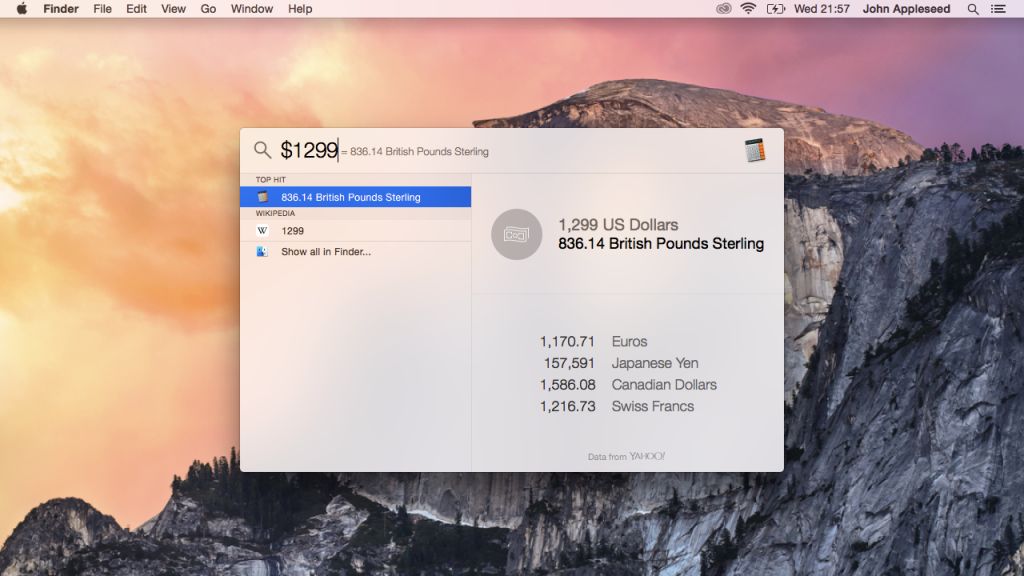 Finder File Edit View Go Window Help Wed 21:57 John Appleseed
$1299 = 836.14 British Pounds Sterling
TOP HIT
836.14 British Pounds Sterling
WIKIPEDIA
W 1299
Show all in Finder...
1,299 US Dollars
836.14 British Pounds Sterling
1,170.71 Euros
157,591 Japanese Yen
1,586.08 Canadian Dollars
1,216.73 Swiss Francs
Data from YAHOO!